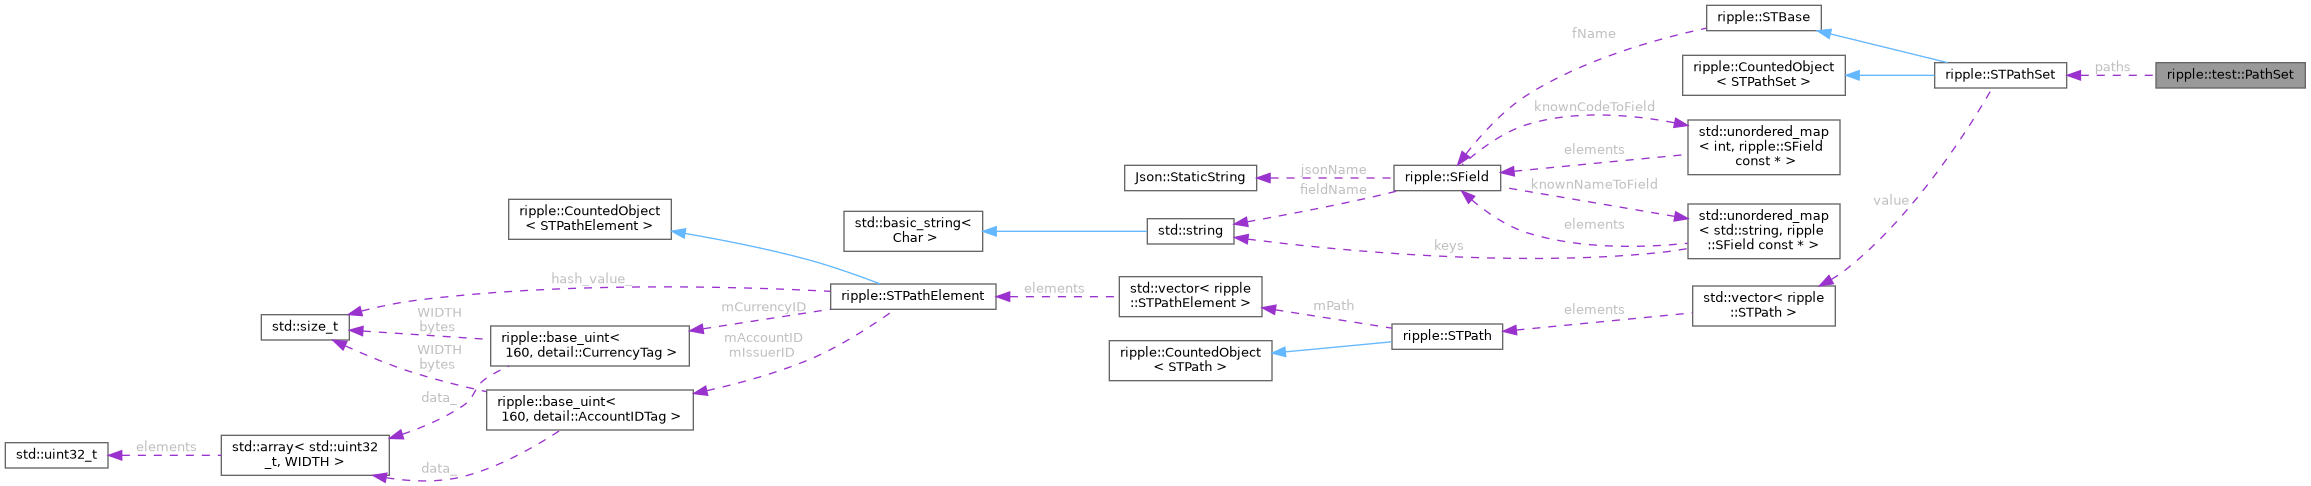 ripple::STBase
fName
ripple::CountedObject
< STPathSet >
ripple::STPathSet
paths
ripple::test::PathSet
knownCodeToField
std::unordered_map
< int, ripple::SField
const * >
elements
Json::StaticString
jsonName
ripple::SField
fieldName
knownNameToField
value
ripple::CountedObject
< STPathElement >
std::basic_string<
Char >
std::string
std::unordered_map
< std::string, ripple
::SField const * >
elements
keys
hash_value_
ripple::STPathElement
elements
std::vector< ripple
::STPathElement >
mPath
std::vector< ripple
::STPath >
elements
mCurrencyID
WIDTH
bytes
std::size_t
ripple::base_uint<
160, detail::CurrencyTag >
mAccountID
mIssuerID
ripple::STPath
ripple::CountedObject
< STPath >
WIDTH
bytes
data_
ripple::base_uint<
160, detail::AccountIDTag >
std::uint32_t
elements
std::array< std::uint32
_t, WIDTH >
data_